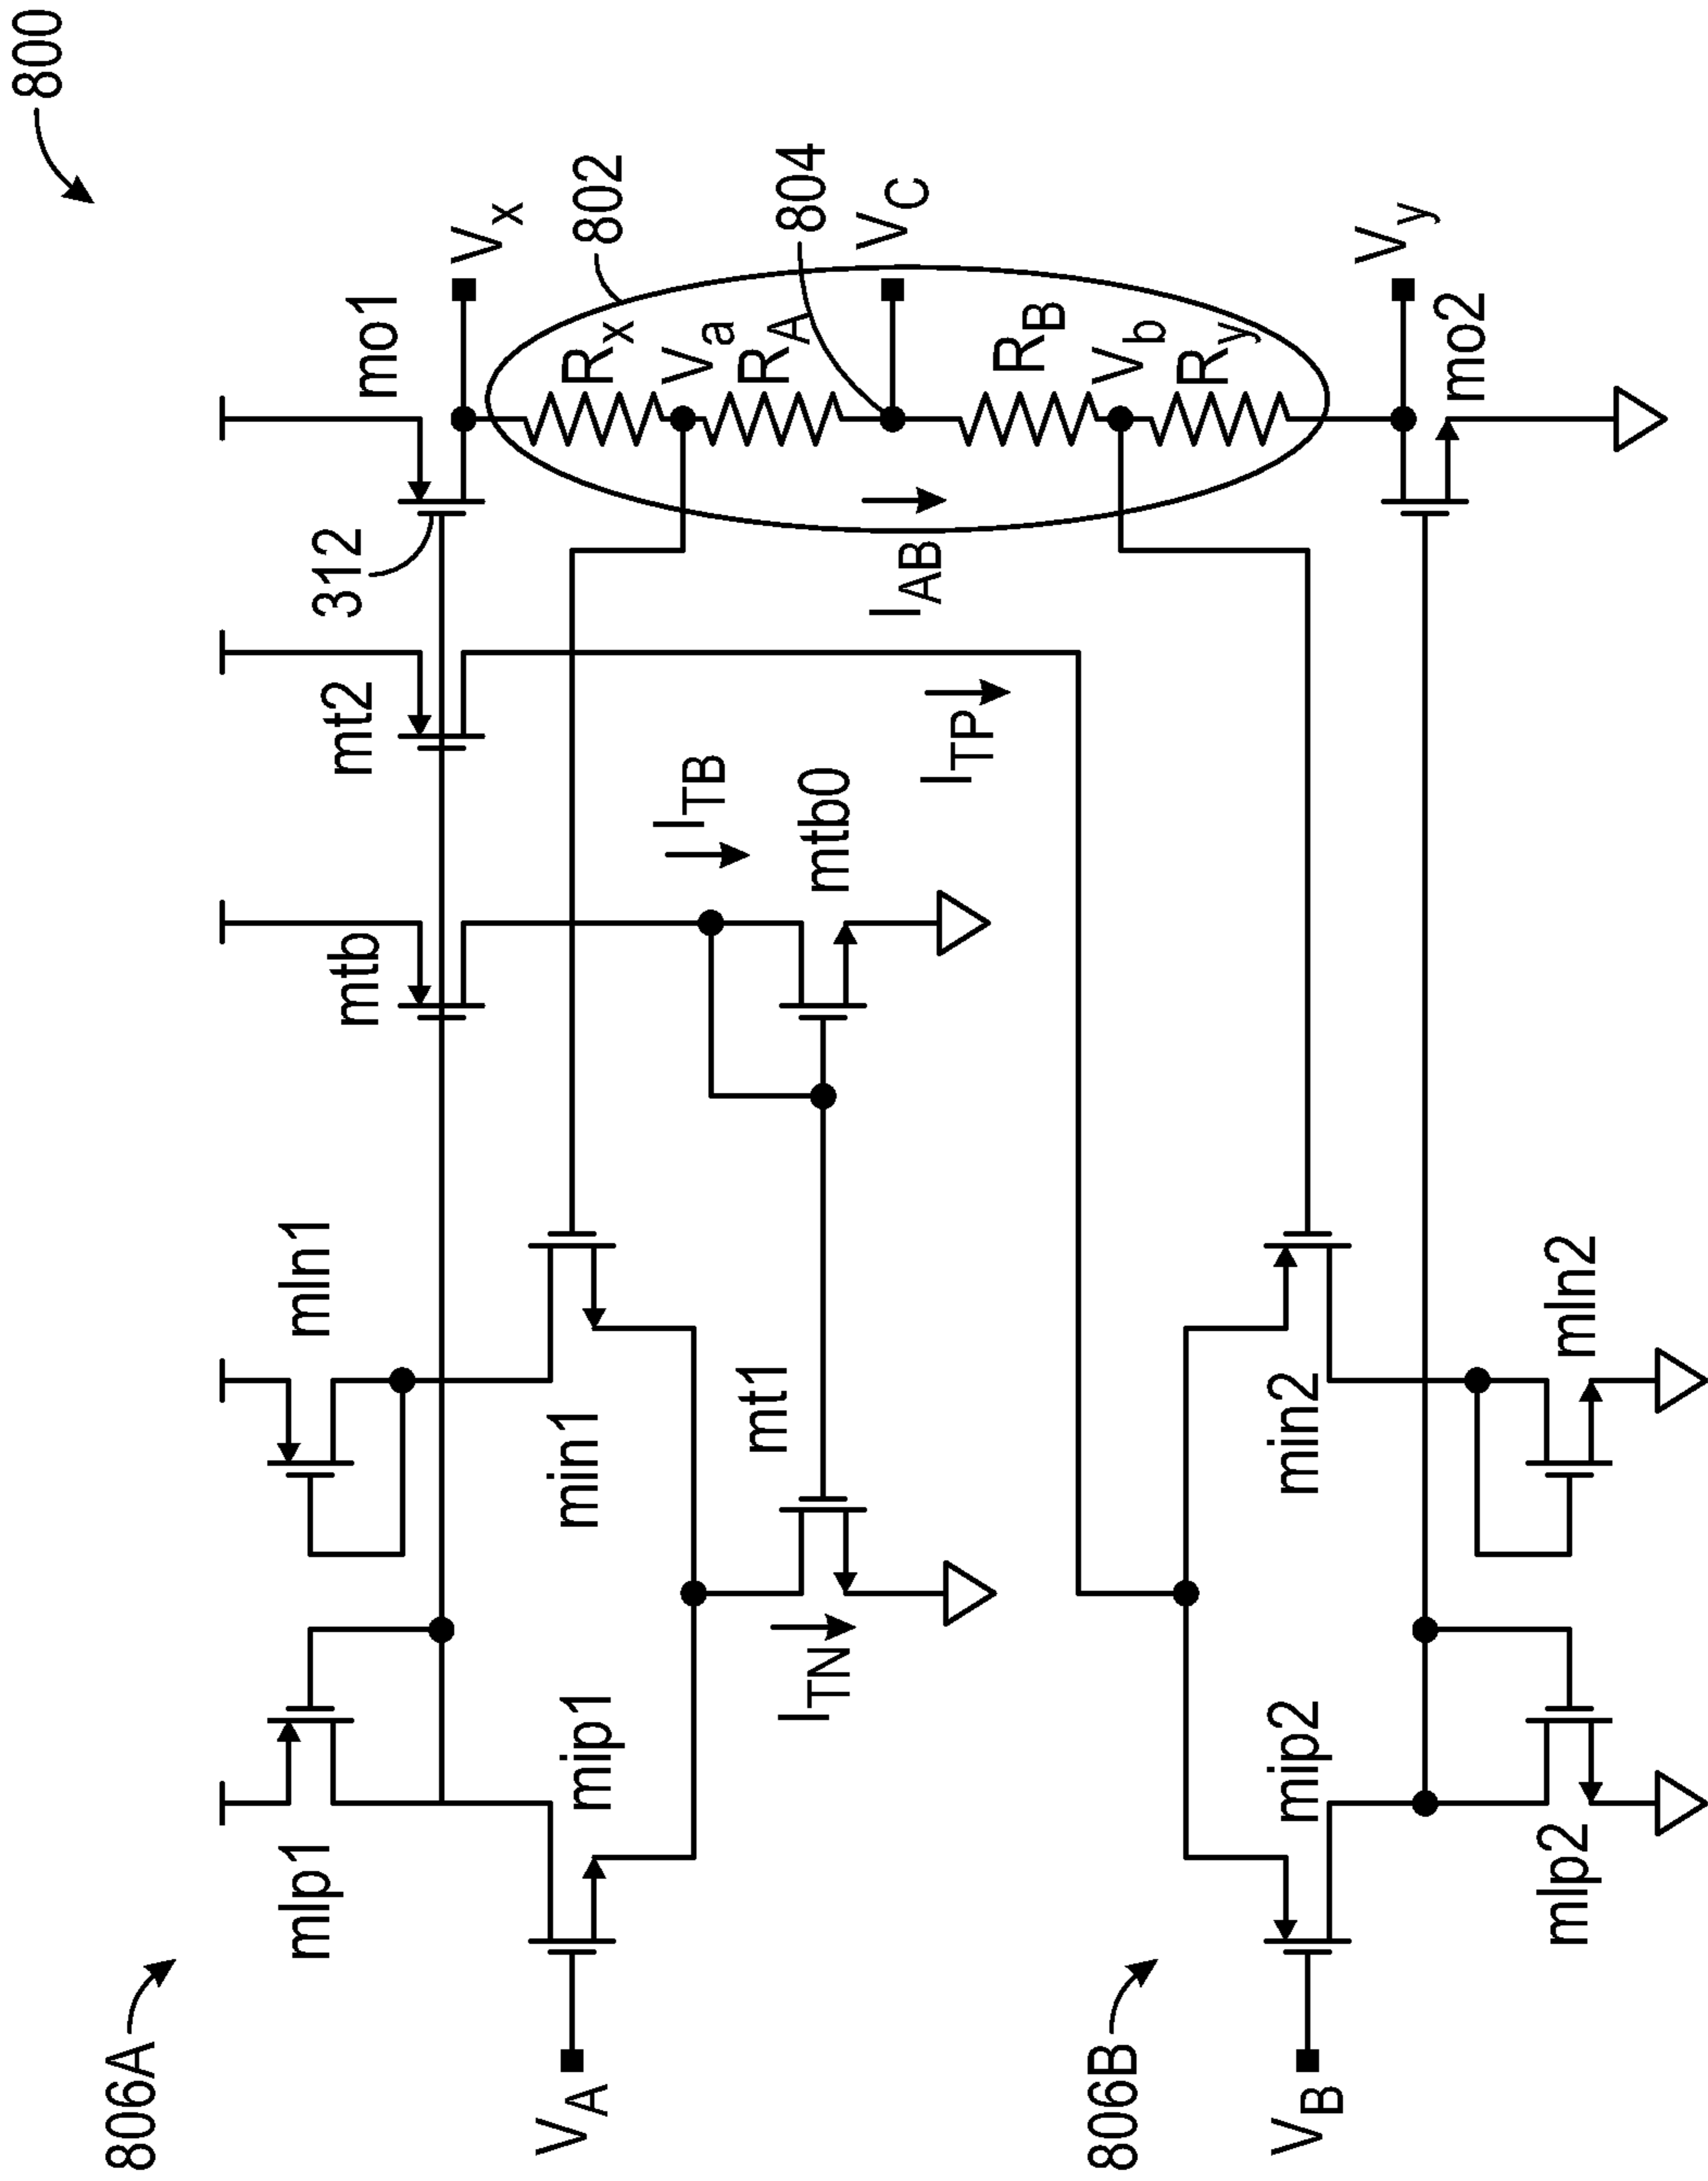 800
806A
mlp1
mln1
mtb
mt2
312
mo1
V_x
802
R_x
V_a
R_A
804
V_C
R_B
V_b
R_y
V_y
mo2
V_A
mip1
min1
I_TB
mtb0
mt1
I_TN
I_TP
I_AB
806B
V_B
mip2
min2
mlp2
mln2